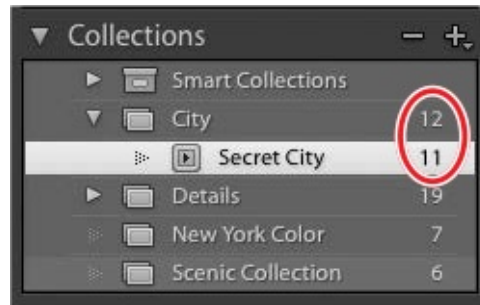 Collections
Smart Collections
City 12
Secret City 11
Details 19
New York Color 7
Scenic Collection 6